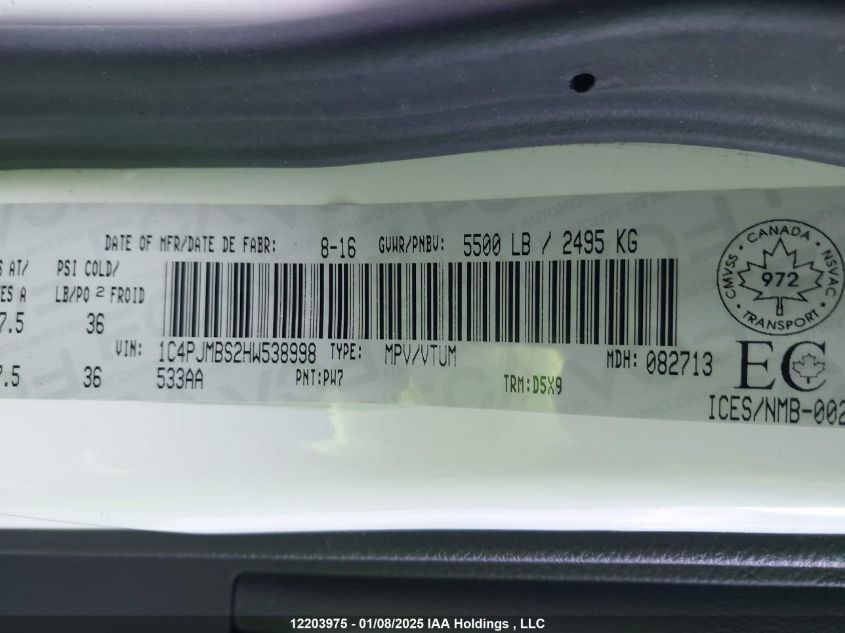 DATE OF MFR/DATE DE FABR: 8-16 GVWR/PNBV: 5500 LB / 2495 KG
S AT/ PSI COLD/
ES A LB/PO 2 FROID
7.5 36
VIN: 1C4PJMBS2HW538998 TYPE: MPV/VTUM MDH: 082713
7.5 36 533AA PNT:PW7 TRM:D5X9
CANADA
CMVSS NSVAC
972
TRANSPORT
EC
ICES/NMB-002
12203975 - 01/08/2025 IAA Holdings , LLC